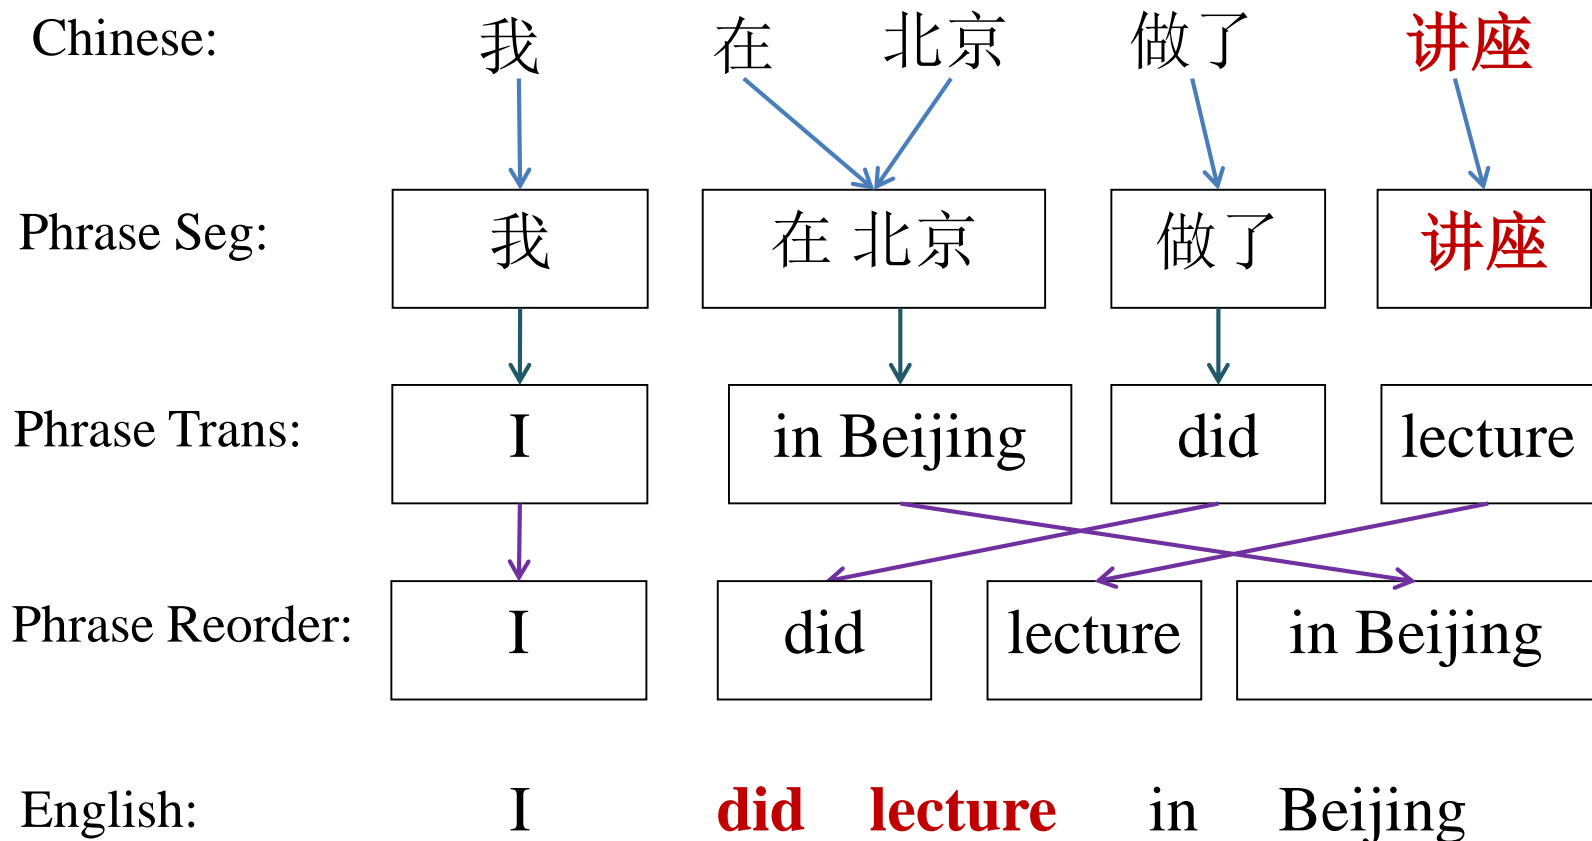 Chinese: 我 在 北京 做了 讲座
Phrase Seg: 我 在 北京 做了 讲座
Phrase Trans: I in Beijing did lecture
Phrase Reorder: I did lecture in Beijing
English: I did lecture in Beijing